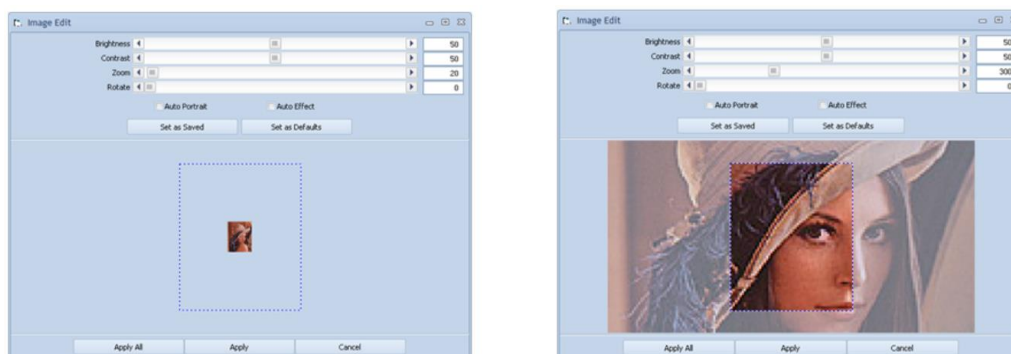 Image Edit
Brightness 50
Contrast 50
Zoom 20
Rotate 0
Auto Portrait Auto Effect
Set as Saved Set as Defaults
Apply All Apply Cancel
Image Edit
Brightness 50
Contrast 50
Zoom 300
Rotate 0
Auto Portrait Auto Effect
Set as Saved Set as Defaults
Apply All Apply Cancel